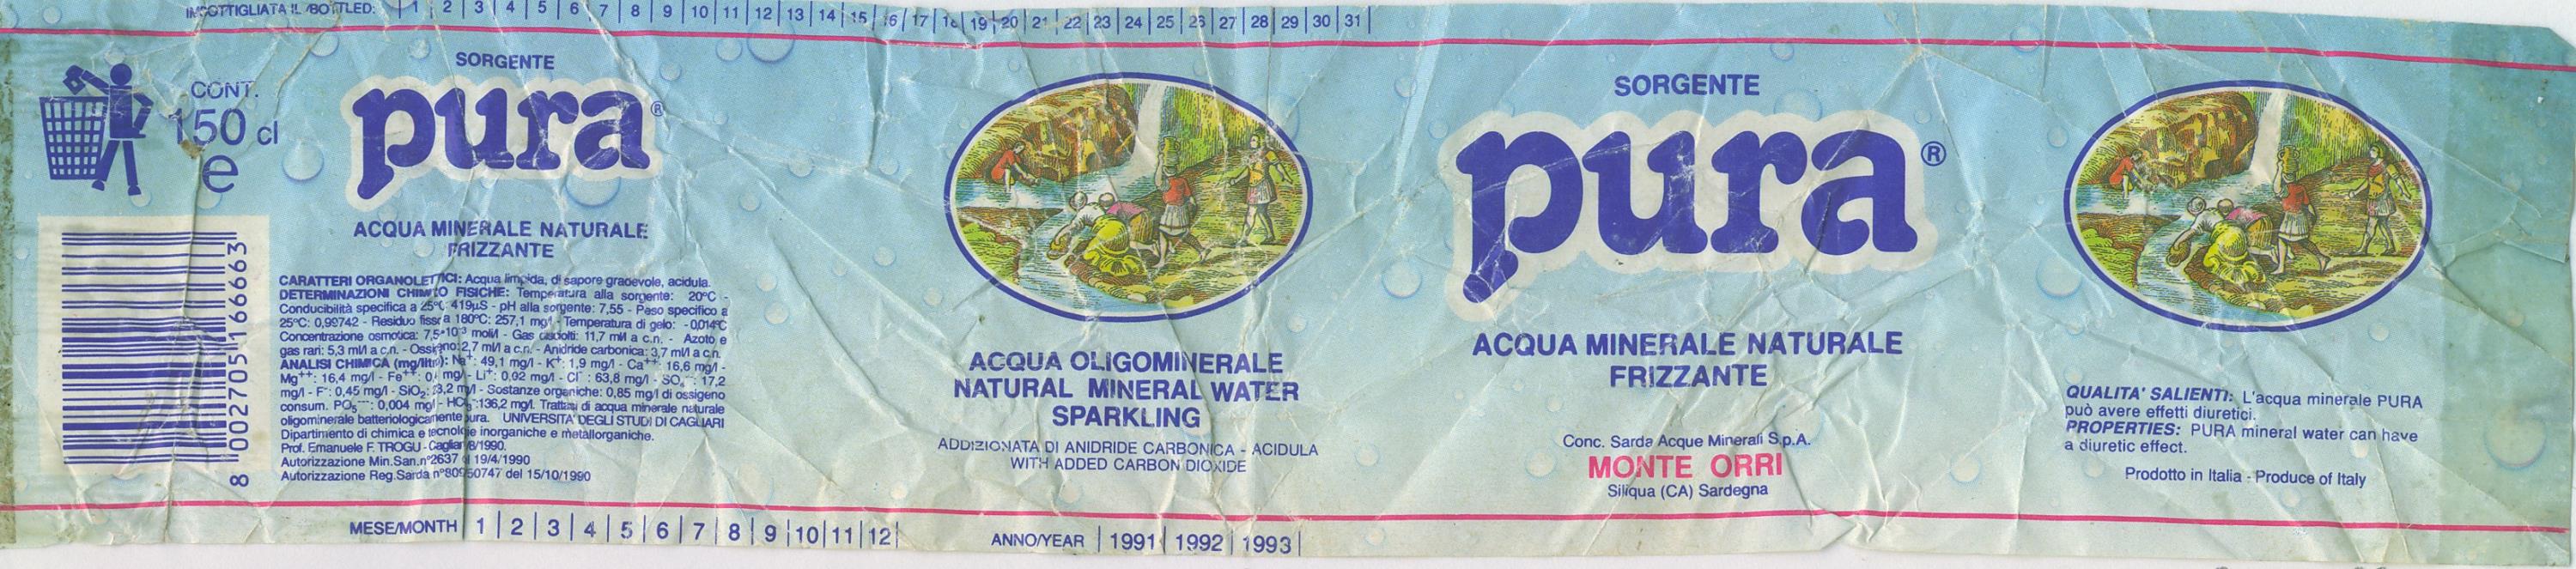 IMBOTTIGLIATA IL/BOTTLED: 1 2 3 4 5 6 7 8 9 10 11 12 13 14 15 16 17 18 19 20 21 22 23 24 25 26 27 28 29 30 31
CONT.
150 cl
e
8 002705 166663
SORGENTE
pura®
ACQUA MINERALE NATURALE
FRIZZANTE
CARATTERI ORGANOLETTICI: Acqua limpida, di sapore gradevole, acidula.
DETERMINAZIONI CHIMICO FISICHE: Temperatura alla sorgente: 20°C -
Conducibilità specifica a 25°C: 419µS - pH alla sorgente: 7,55 - Peso specifico a
25°C: 0,99742 - Residuo fisso a 180°C: 257,1 mg/l - Temperatura di gelo: -0,014°C
Concentrazione osmotica: 7,5•10⁻³ moli/l - Gas disciolti: 11,7 ml/l a c.n. - Azoto e
gas rari: 5,3 ml/l a c.n. - Ossigeno: 2,7 ml/l a c.n. - Anidride carbonica: 3,7 ml/l a c.n.
ANALISI CHIMICA (mg/litro): Na⁺: 49,1 mg/l - K⁺: 1,9 mg/l - Ca⁺⁺: 16,6 mg/l -
Mg⁺⁺: 16,4 mg/l - Fe⁺⁺: mg/l - Li⁺: 0,02 mg/l - Cl⁻: 63,8 mg/l - SO₄⁻⁻: 17,2
mg/l - F⁻: 0,45 mg/l - SiO₂: mg/l - Sostanze organiche: 0,85 mg/l di ossigeno
consum. PO₅⁻⁻⁻: 0,004 mg/l - HCO₃⁻: 136,2 mg/l. Trattasi di acqua minerale naturale
oligominerale batteriologicamente pura. UNIVERSITA' DEGLI STUDI DI CAGLIARI
Dipartimento di chimica e tecnologie inorganiche e metallorganiche.
Prof. Emanuele F. TROGU - Cagliari /8/1990
Autorizzazione Min.San.n°2637 19/4/1990
Autorizzazione Reg.Sarda del 15/10/1990
MESE/MONTH 1 2 3 4 5 6 7 8 9 10 11 12
ACQUA OLIGOMINERALE
NATURAL MINERAL WATER
SPARKLING
ADDIZIONATA DI ANIDRIDE CARBONICA - ACIDULA
WITH ADDED CARBON DIOXIDE
ANNO/YEAR 1991 1992 1993
SORGENTE
pura®
ACQUA MINERALE NATURALE
FRIZZANTE
Conc. Sarda Acque Minerali S.p.A.
MONTE ORRI
Siliqua (CA) Sardegna
QUALITA' SALIENTI: L'acqua minerale PURA
può avere effetti diuretici.
PROPERTIES: PURA mineral water can have
a diuretic effect.
Prodotto in Italia - Produce of Italy